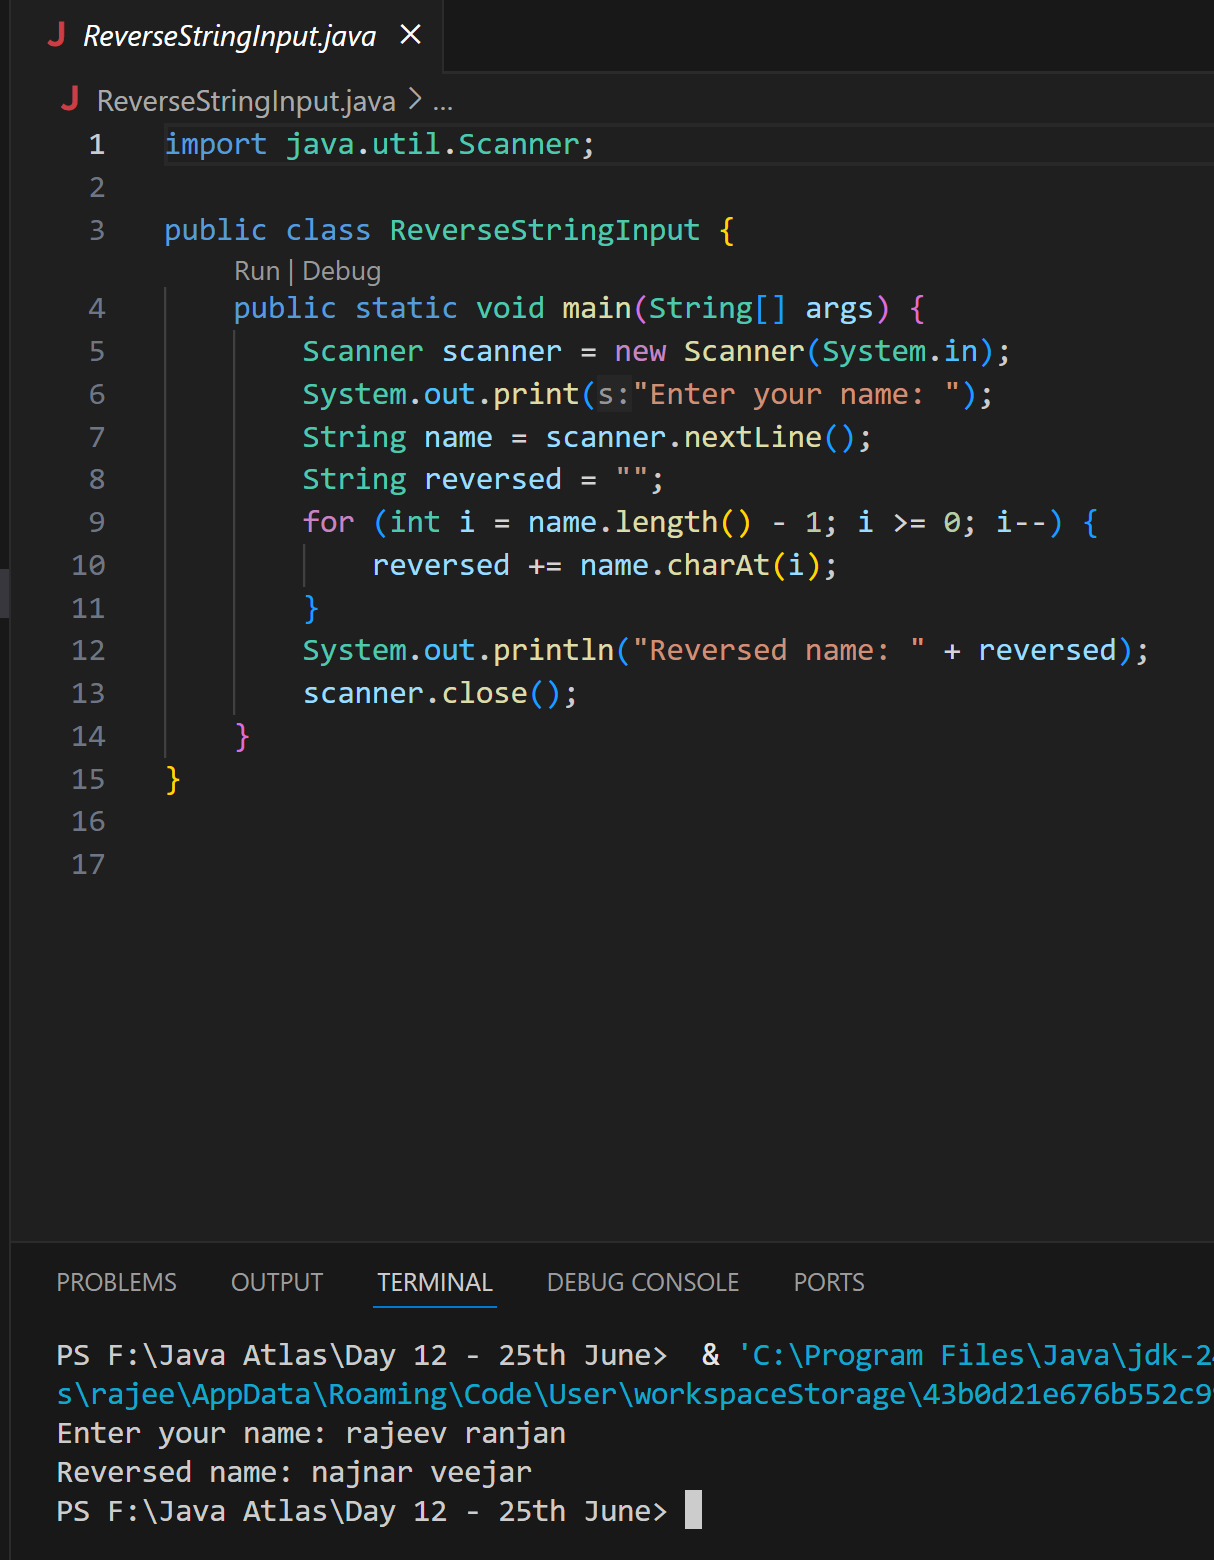 J ReverseStringInput.java ×
J ReverseStringInput.java > ...
1 import java.util.Scanner;
2
3 public class ReverseStringInput {
Run | Debug
4     public static void main(String[] args) {
5         Scanner scanner = new Scanner(System.in);
6         System.out.print(s:"Enter your name: ");
7         String name = scanner.nextLine();
8         String reversed = "";
9         for (int i = name.length() - 1; i >= 0; i--) {
10             reversed += name.charAt(i);
11         }
12         System.out.println("Reversed name: " + reversed);
13         scanner.close();
14     }
15 }
16
17
PROBLEMS OUTPUT TERMINAL DEBUG CONSOLE PORTS
PS F:\Java Atlas\Day 12 - 25th June>  & 'C:\Program Files\Java\jdk-2
s\rajee\AppData\Roaming\Code\User\workspaceStorage\43b0d21e676b552c9
Enter your name: rajeev ranjan
Reversed name: najnar veejar
PS F:\Java Atlas\Day 12 - 25th June>